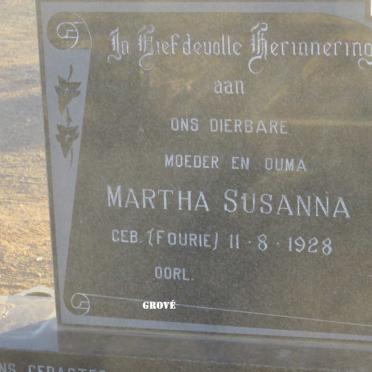 In Liefdevolle Herinnering
aan
ONS DIERBARE
MOEDER EN OUMA
MARTHA SUSANNA
GEB. (FOURIE) 11-8-1928
OORL.
GROVÉ